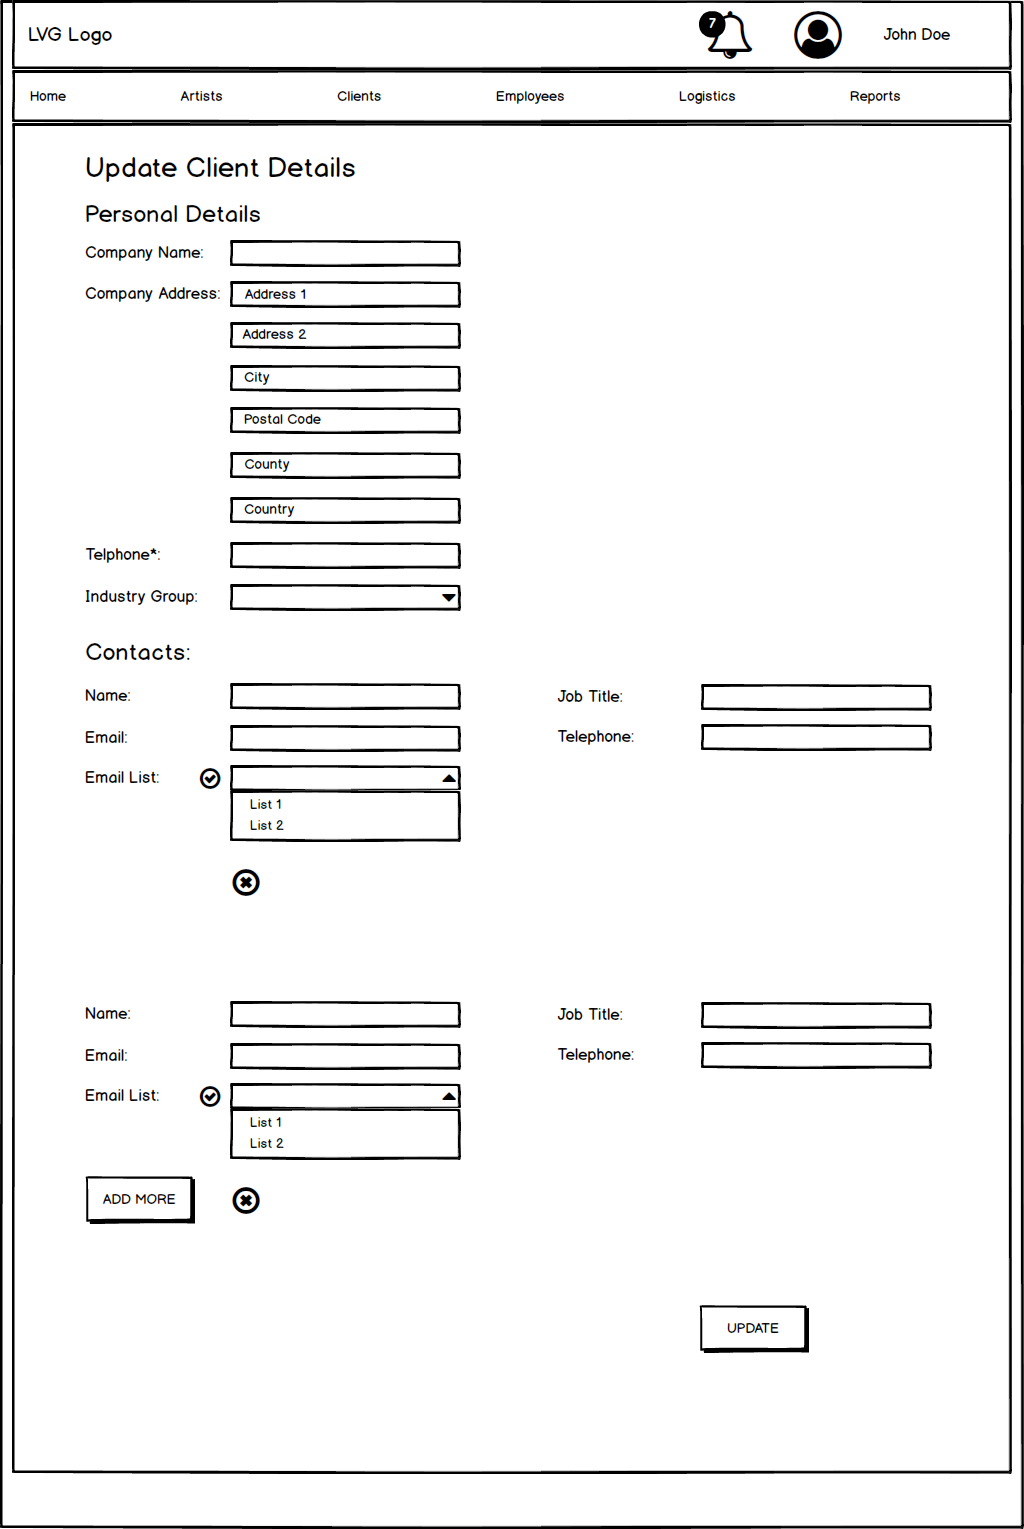 LVG Logo
7
John Doe
Home Artists Clients Employees Logistics Reports
Update Client Details
Personal Details
Company Name:
Company Address: Address 1
Address 2
City
Postal Code
County
Country
Telphone*:
Industry Group:
Contacts:
Name: Job Title:
Email: Telephone:
Email List:
List 1
List 2
Name: Job Title:
Email: Telephone:
Email List:
List 1
List 2
ADD MORE
UPDATE